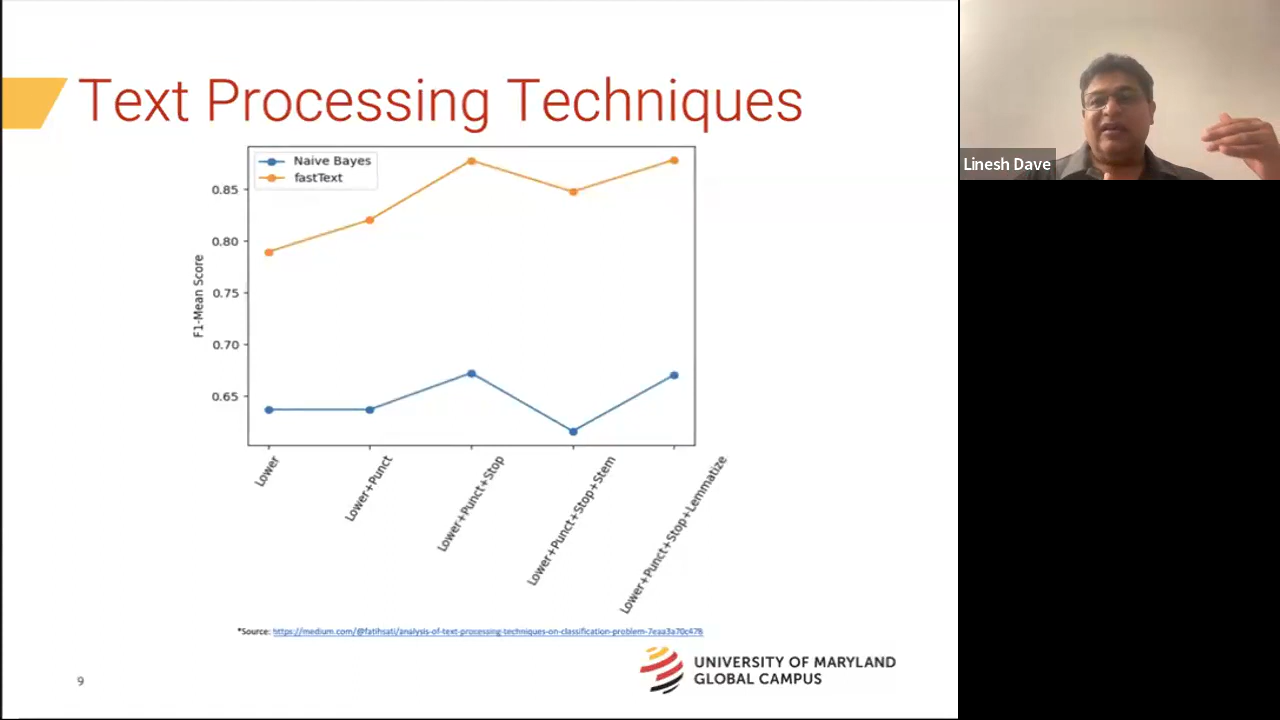 Text Processing Techniques
Naive Bayes
fastText
0.85
0.80
0.75
0.70
0.65
F1-Mean Score
Lower
Lower+Punct
Lower+Punct+Stop
Lower+Punct+Stop+Stem
Lower+Punct+Stop+Lemmatize
*Source: https://medium.com/@fatihsati/analysis-of-text-processing-techniques-on-classification-problem-7eaa3a70c478
9
UNIVERSITY OF MARYLAND
GLOBAL CAMPUS
Linesh Dave